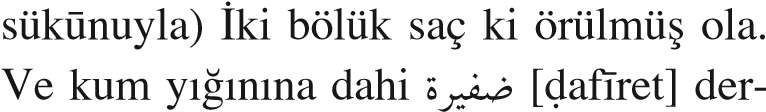 sükūnuyla) İki bölük saç ki örülmüş ola.
Ve kum yığınına dahi ضفيرة [ḍafīret] der-